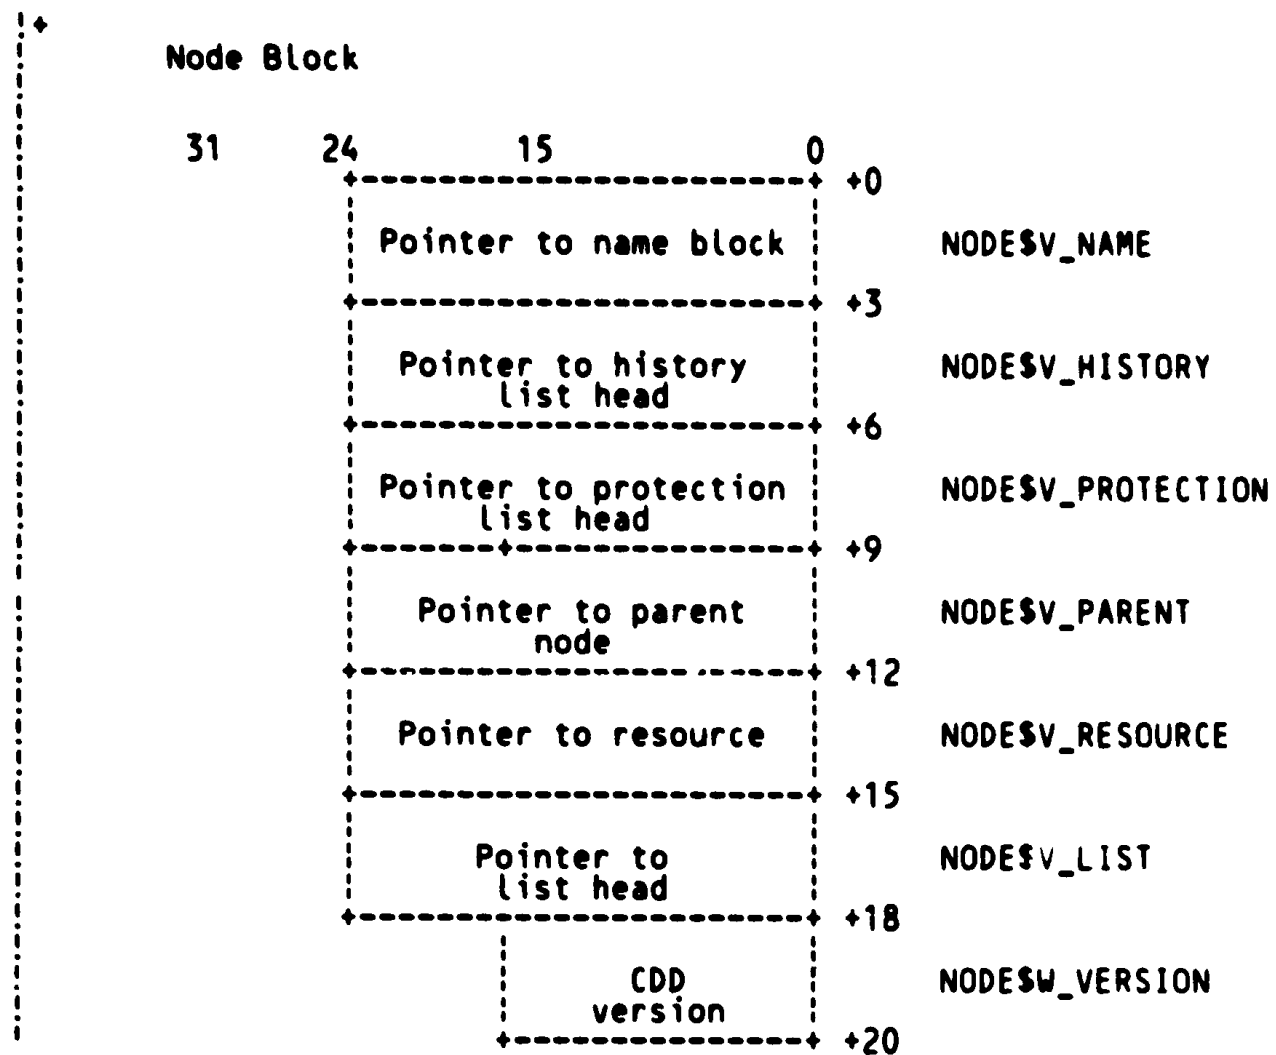 !+
Node Block
31 24 15 0
+------------------------+ +0
Pointer to name block NODE$V_NAME
+------------------------+ +3
Pointer to history NODE$V_HISTORY
list head
+------------------------+ +6
Pointer to protection NODE$V_PROTECTION
list head
+--------+---------------+ +9
Pointer to parent NODE$V_PARENT
node
+------------------------+ +12
Pointer to resource NODE$V_RESOURCE
+------------------------+ +15
Pointer to NODE$V_LIST
list head
+------------------------+ +18
CDD NODE$W_VERSION
version
+----------------+ +20